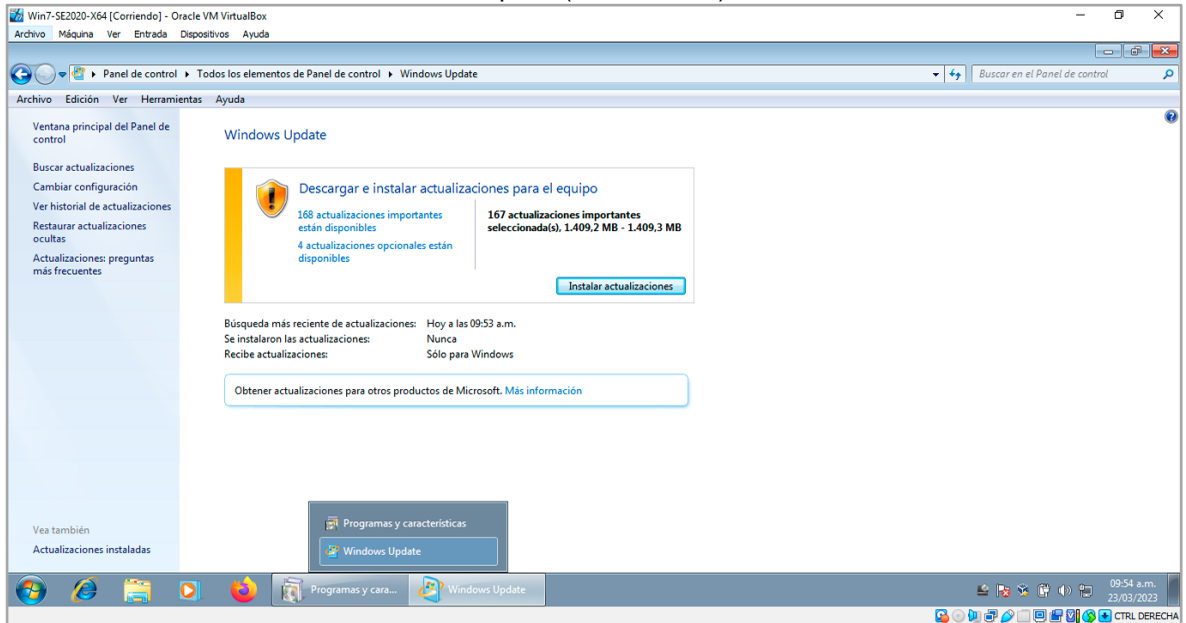 Win7-SE2020-X64 [Corriendo] - Oracle VM VirtualBox
Archivo Máquina Ver Entrada Dispositivos Ayuda
Panel de control Todos los elementos de Panel de control Windows Update
Buscar en el Panel de control
Archivo Edición Ver Herramientas Ayuda
Ventana principal del Panel de
control
Buscar actualizaciones
Cambiar configuración
Ver historial de actualizaciones
Restaurar actualizaciones
ocultas
Actualizaciones: preguntas
más frecuentes
Windows Update
Descargar e instalar actualizaciones para el equipo
168 actualizaciones importantes
están disponibles
4 actualizaciones opcionales están
disponibles
167 actualizaciones importantes
seleccionada(s), 1.409,2 MB - 1.409,3 MB
Instalar actualizaciones
Búsqueda más reciente de actualizaciones: Hoy a las 09:53 a.m.
Se instalaron las actualizaciones: Nunca
Recibe actualizaciones: Sólo para Windows
Obtener actualizaciones para otros productos de Microsoft. Más información
Vea también
Actualizaciones instaladas
Programas y características
Windows Update
Programas y cara...
Windows Update
09:54 a.m.
23/03/2023
CTRL DERECHA